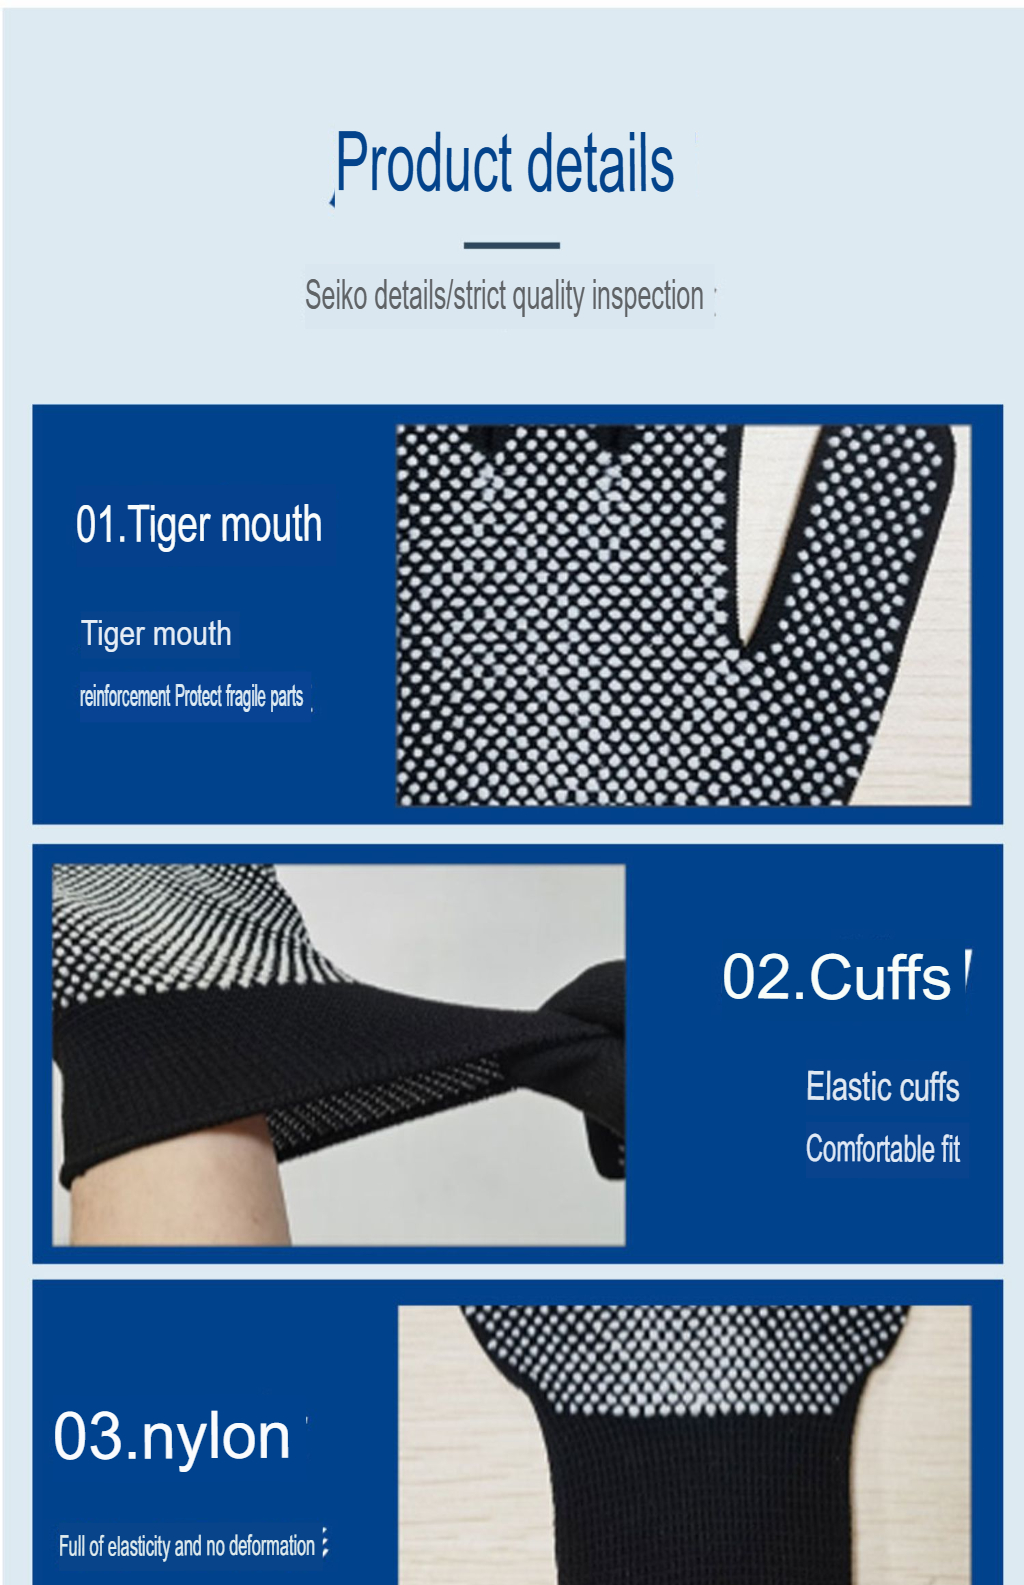 Product details
Seiko details/strict quality inspection
01.Tiger mouth
Tiger mouth
reinforcement Protect fragile parts
02.Cuffs
Elastic cuffs
Comfortable fit
03.nylon
Full of elasticity and no deformation